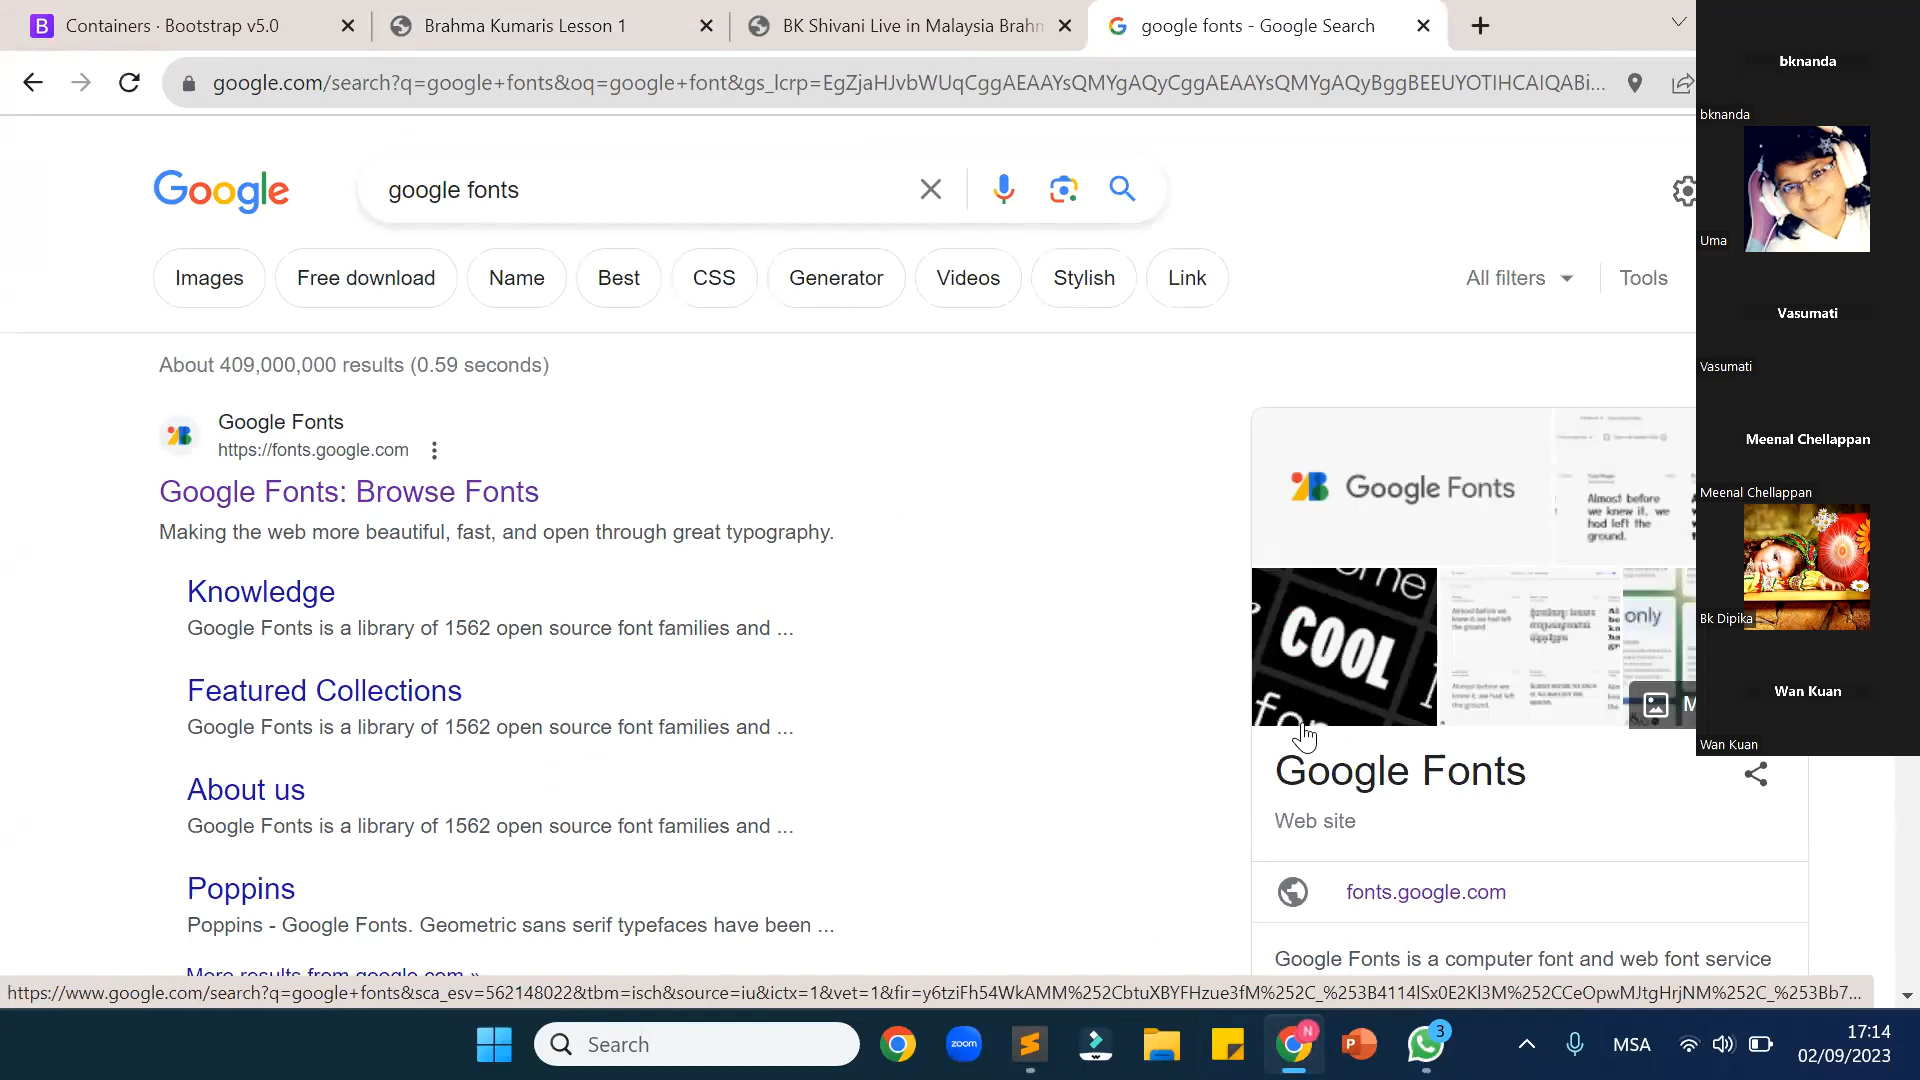 Containers · Bootstrap v5.0
Brahma Kumaris Lesson 1
BK Shivani Live in Malaysia Brahm
google fonts - Google Search
google.com/search?q=google+fonts&oq=google+font&gs_lcrp=EgZjaHJvbWUqCggAEAAYsQMYgAQyCggAEAAYsQMYgAQyBggBEEUYOTIHCAIQABi...
Google
google fonts
Images
Free download
Name
Best
CSS
Generator
Videos
Stylish
Link
All filters
Tools
About 409,000,000 results (0.59 seconds)
Google Fonts
https://fonts.google.com
Google Fonts: Browse Fonts
Making the web more beautiful, fast, and open through great typography.
Knowledge
Google Fonts is a library of 1562 open source font families and ...
Featured Collections
Google Fonts is a library of 1562 open source font families and ...
About us
Google Fonts is a library of 1562 open source font families and ...
Poppins
Poppins - Google Fonts. Geometric sans serif typefaces have been ...
More results from google.com »
Google Fonts
Almost before
we knew it, we
had left the
ground.
COOL
only
M
Google Fonts
Web site
fonts.google.com
Google Fonts is a computer font and web font service
bknanda
bknanda
Uma
Vasumati
Vasumati
Meenal Chellappan
Meenal Chellappan
Bk Dipika
Wan Kuan
Wan Kuan
https://www.google.com/search?q=google+fonts&sca_esv=562148022&tbm=isch&source=iu&ictx=1&vet=1&fir=y6tziFh54WkAMM%252CbtuXBYFHzue3fM%252C_%253B4114lSx0E2Kl3M%252CCeOpwMJtgHrjNM%252C_%253Bb7...
Search
zoom
N
3
MSA
17:14
02/09/2023